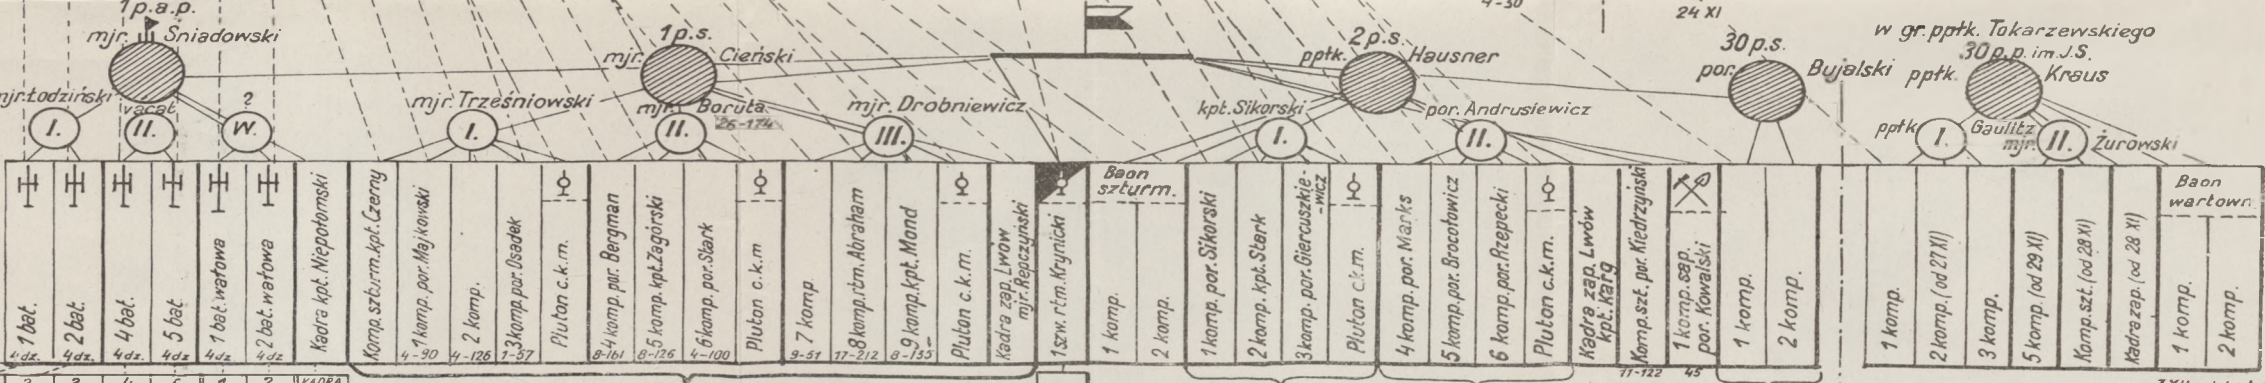 1 p.a.p.
mjr. Śniadowski
mjr. Łodziński
vacat
?
I.
II.
W.
1 p.s.
mjr. Cieński
mjr. Trześniowski
mjr. Boruta
26-174
mjr. Drobniewicz
I.
II.
III.
2 p.s.
ppłk. Hausner
kpt. Sikorski
por. Andrusiewicz
I.
II.
4-30
24 XI
30 p.s.
por. Bujalski
w gr. ppłk. Tokarzewskiego
30 p.p. im. J.S.
ppłk. Kraus
ppłk Gaulitz
mjr. Żurowski
I.
II.
1 bat.
4 dz.
2 bat.
4 dz.
4 bat.
4 dz.
5 bat.
4 dz
1 bat. wałowa
4 dz
2 bat. wałowa
4 dz
Kadra kpt. Niepołomski
Komp. szturm. kpt. Czerny
1 komp. por. Majkowski
4-90
2 komp.
4-126
3 komp. por. Osadek
1-57
Pluton c.k.m.
4 komp. por. Bergman
8-161
5 komp. kpt. Zagórski
8-126
6 komp. por. Stark
4-100
Pluton c.k.m
7 komp.
9-51
8 komp. rtm. Abraham
17-212
9 komp. kpt. Mond
8-135
Pluton c.k.m.
Kadra zap. Lwów
mjr. Repczyński
1 szw. rtm. Krynicki
Baon
szturm.
1 komp.
2 komp.
1 komp. por. Sikorski
2 komp. kpt. Stark
3 komp. por. Gieruszkie-
-wicz
Pluton c.k.m.
4 komp. por. Marks
5 komp. por. Brocotowicz
6 komp. por. Rzepecki
Pluton c.k.m.
Kadra zap. Lwów
kpt. Karg
Komp. szt. por. Kiedrzyński
11-122
1 komp. sap.
por. Kowalski
45
1 komp.
2 komp.
1 komp.
2 komp. (od 27 XI)
3 komp.
5 komp. (od 29 XI)
Komp. szt. (od 28 XI)
Kadra zap. (od 28 XI)
Baon
wartown.
1 komp.
2 komp.
KADRA